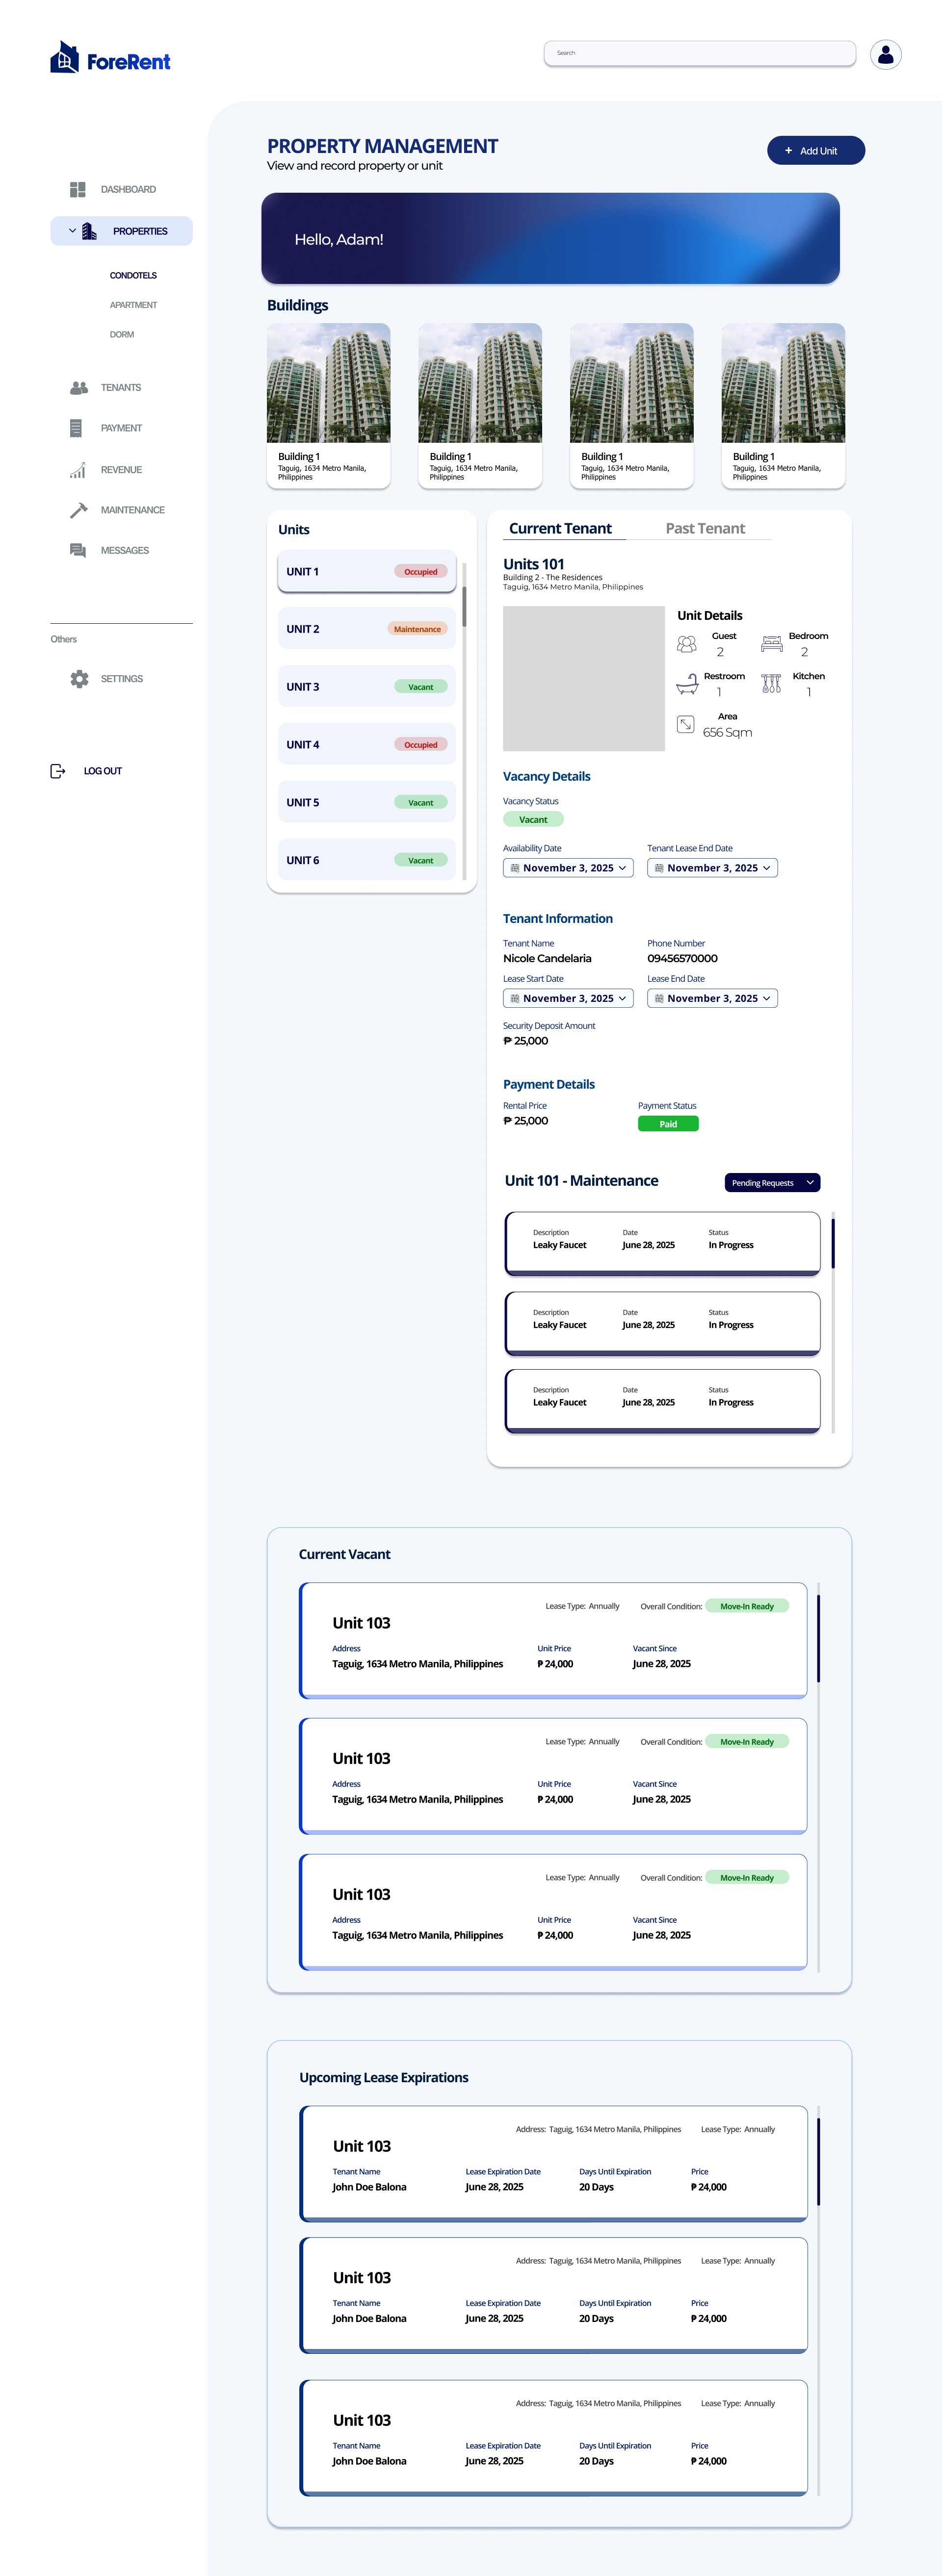 ForeRent
Search
PROPERTY MANAGEMENT
View and record property or unit
+ Add Unit
DASHBOARD
PROPERTIES
CONDOTELS
APARTMENT
DORM
TENANTS
PAYMENT
REVENUE
MAINTENANCE
MESSAGES
Others
SETTINGS
LOG OUT
Hello, Adam!
Buildings
Building 1
Taguig, 1634 Metro Manila,
Philippines
Building 1
Taguig, 1634 Metro Manila,
Philippines
Building 1
Taguig, 1634 Metro Manila,
Philippines
Building 1
Taguig, 1634 Metro Manila,
Philippines
Units
UNIT 1 Occupied
UNIT 2 Maintenance
UNIT 3 Vacant
UNIT 4 Occupied
UNIT 5 Vacant
UNIT 6 Vacant
Current Tenant Past Tenant
Units 101
Building 2 - The Residences
Taguig, 1634 Metro Manila, Philippines
Unit Details
Guest Bedroom
2 2
Restroom Kitchen
1 1
Area
656 Sqm
Vacancy Details
Vacancy Status
Vacant
Availability Date Tenant Lease End Date
November 3, 2025 November 3, 2025
Tenant Information
Tenant Name Phone Number
Nicole Candelaria 09456570000
Lease Start Date Lease End Date
November 3, 2025 November 3, 2025
Security Deposit Amount
₱ 25,000
Payment Details
Rental Price Payment Status
₱ 25,000 Paid
Unit 101 - Maintenance Pending Requests
Description Date Status
Leaky Faucet June 28, 2025 In Progress
Description Date Status
Leaky Faucet June 28, 2025 In Progress
Description Date Status
Leaky Faucet June 28, 2025 In Progress
Current Vacant
Lease Type: Annually Overall Condition: Move-In Ready
Unit 103
Address Unit Price Vacant Since
Taguig, 1634 Metro Manila, Philippines ₱ 24,000 June 28, 2025
Lease Type: Annually Overall Condition: Move-In Ready
Unit 103
Address Unit Price Vacant Since
Taguig, 1634 Metro Manila, Philippines ₱ 24,000 June 28, 2025
Lease Type: Annually Overall Condition: Move-In Ready
Unit 103
Address Unit Price Vacant Since
Taguig, 1634 Metro Manila, Philippines ₱ 24,000 June 28, 2025
Upcoming Lease Expirations
Address: Taguig, 1634 Metro Manila, Philippines Lease Type: Annually
Unit 103
Tenant Name Lease Expiration Date Days Until Expiration Price
John Doe Balona June 28, 2025 20 Days ₱ 24,000
Address: Taguig, 1634 Metro Manila, Philippines Lease Type: Annually
Unit 103
Tenant Name Lease Expiration Date Days Until Expiration Price
John Doe Balona June 28, 2025 20 Days ₱ 24,000
Address: Taguig, 1634 Metro Manila, Philippines Lease Type: Annually
Unit 103
Tenant Name Lease Expiration Date Days Until Expiration Price
John Doe Balona June 28, 2025 20 Days ₱ 24,000